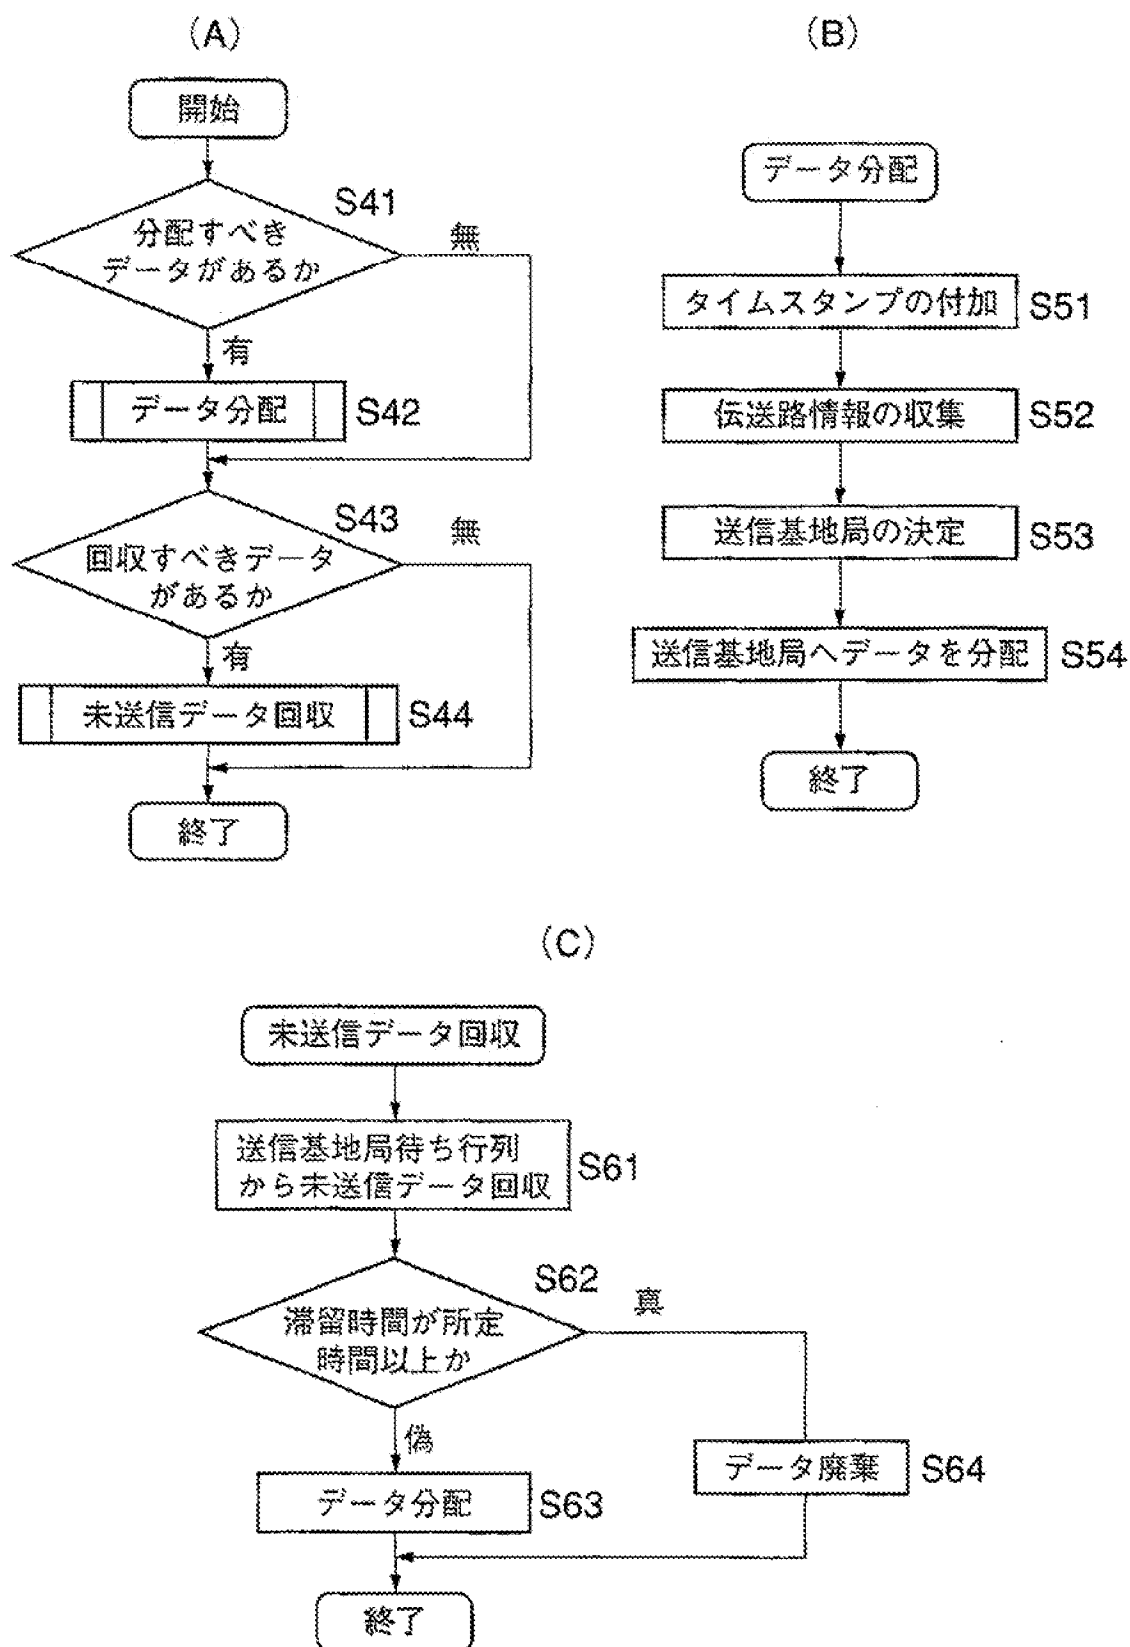 (A)
開始
S41
分配すべき
データがあるか
無
有
データ分配
S42
S43
回収すべきデータ
があるか
無
有
未送信データ回収
S44
終了
(B)
データ分配
タイムスタンプの付加
S51
伝送路情報の収集
S52
送信基地局の決定
S53
送信基地局へデータを分配
S54
終了
(C)
未送信データ回収
送信基地局待ち行列
から未送信データ回収
S61
S62
滞留時間が所定
時間以上か
真
偽
データ分配
S63
データ廃棄
S64
終了